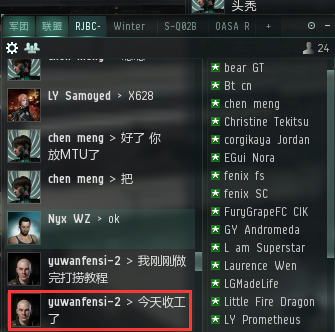 头秃
军团 联盟 RJBC- Winter S-Q02B OASA R +
24
LY Samoyed > X628
chen meng > 好了 你
放MTU了
chen meng > 把
Nyx WZ > ok
yuwanfensi-2 > 我刚刚做
完打捞教程
yuwanfensi-2 > 今天收工
了
bear GT
Bt cn
chen meng
Christine Tekitsu
corgikaya Jordan
EGui Nora
fenix fs
fenix SC
FuryGrapeFC CIK
GY Andromeda
L am Superstar
Laurence Wen
LGMadeLife
Little Fire Dragon
LY Prometheus